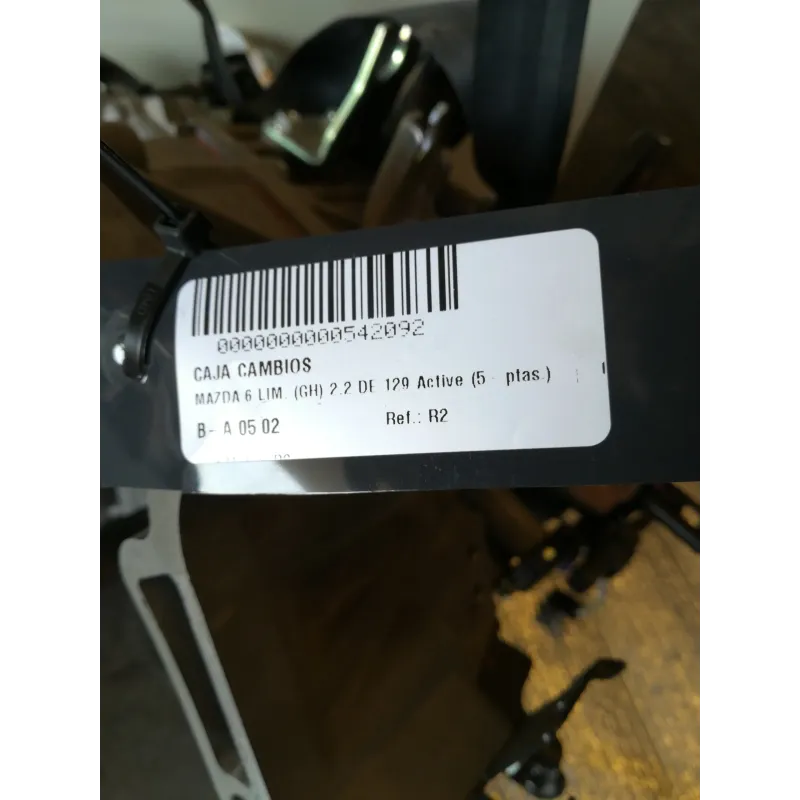 0000000000542092
CAJA CAMBIOS
MAZDA 6 LIM. (GH) 2.2 DE 129 Active (5 ptas.)
B- A 05 02
Ref.: R2